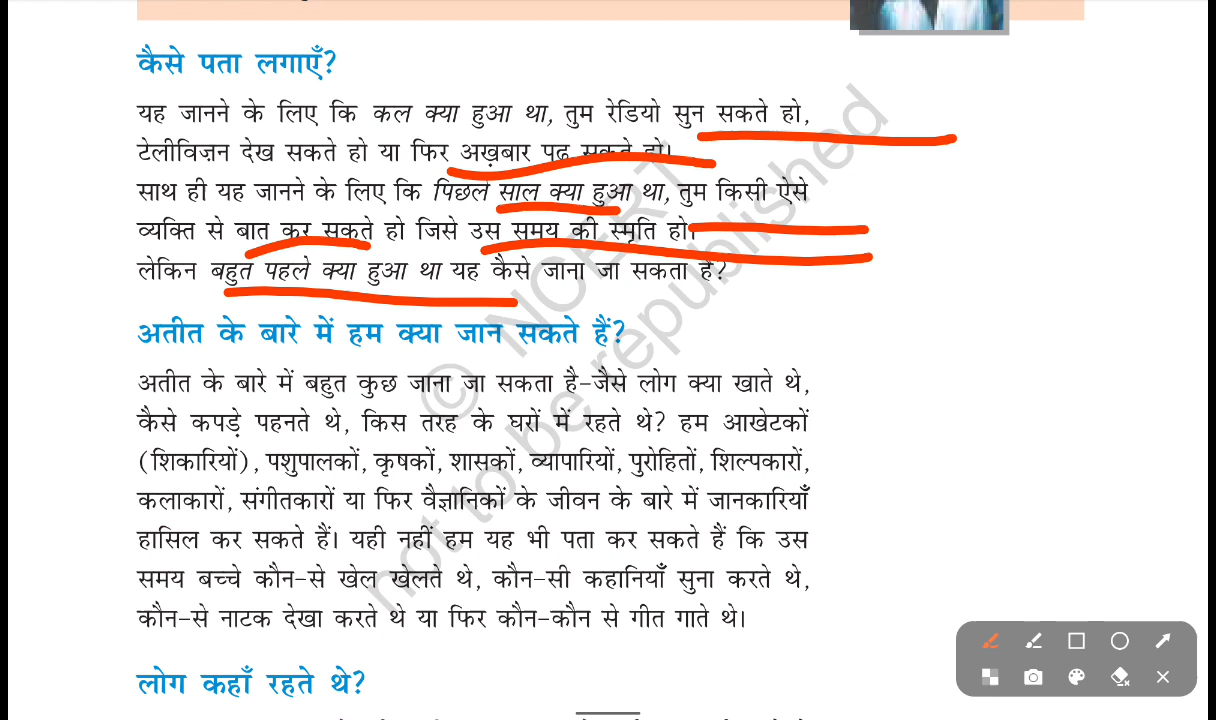 कैसे पता लगाएँ?
यह जानने के लिए कि कल क्या हुआ था, तुम रेडियो सुन सकते हो,
टेलीविज़न देख सकते हो या फिर अख़बार पढ़ सकते हो।
साथ ही यह जानने के लिए कि पिछले साल क्या हुआ था, तुम किसी ऐसे
व्यक्ति से बात कर सकते हो जिसे उस समय की स्मृति हो।
लेकिन बहुत पहले क्या हुआ था यह कैसे जाना जा सकता है?
अतीत के बारे में हम क्या जान सकते हैं?
अतीत के बारे में बहुत कुछ जाना जा सकता है–जैसे लोग क्या खाते थे,
कैसे कपड़े पहनते थे, किस तरह के घरों में रहते थे? हम आखेटकों
(शिकारियों), पशुपालकों, कृषकों, शासकों, व्यापारियों, पुरोहितों, शिल्पकारों,
कलाकारों, संगीतकारों या फिर वैज्ञानिकों के जीवन के बारे में जानकारियाँ
हासिल कर सकते हैं। यही नहीं हम यह भी पता कर सकते हैं कि उस
समय बच्चे कौन-से खेल खेलते थे, कौन-सी कहानियाँ सुना करते थे,
कौन-से नाटक देखा करते थे या फिर कौन-कौन से गीत गाते थे।
लोग कहाँ रहते थे?
© NCERT
not to be republished